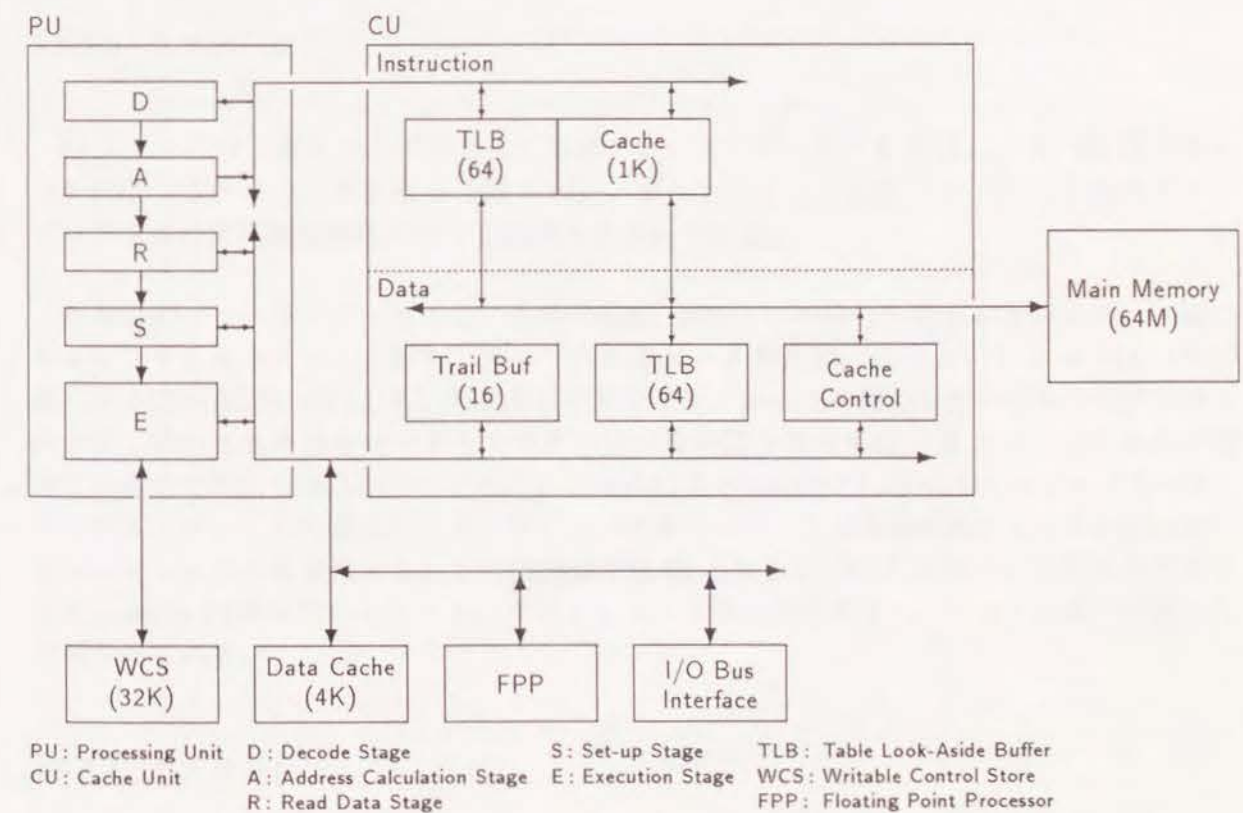 PU
CU
Instruction
D
TLB
(64)
Cache
(1K)
A
R
Data
Main Memory
(64M)
S
Trail Buf
(16)
TLB
(64)
Cache
Control
E
WCS
(32K)
Data Cache
(4K)
FPP
I/O Bus
Interface
PU: Processing Unit D: Decode Stage S: Set-up Stage TLB: Table Look-Aside Buffer
CU: Cache Unit A: Address Calculation Stage E: Execution Stage WCS: Writable Control Store
R: Read Data Stage FPP: Floating Point Processor